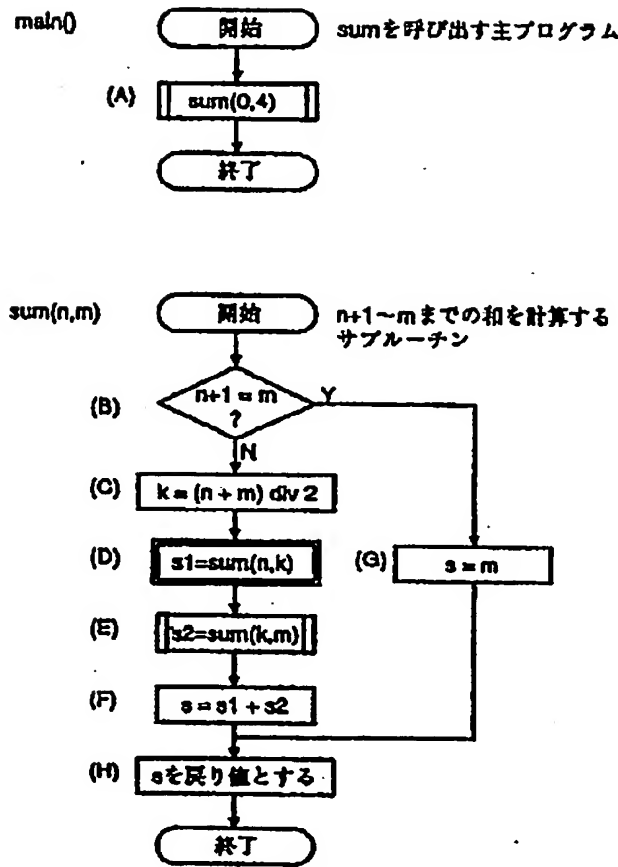 main()
開始
sumを呼び出す主プログラム
(A)
sum(0,4)
終了
sum(n,m)
開始
n+1～mまでの和を計算する
サブルーチン
(B)
n+1 = m
?
Y
N
(C)
k = (n + m) div 2
(D)
s1=sum(n,k)
(G)
s = m
(E)
s2=sum(k,m)
(F)
s = s1 + s2
(H)
sを戻り値とする
終了